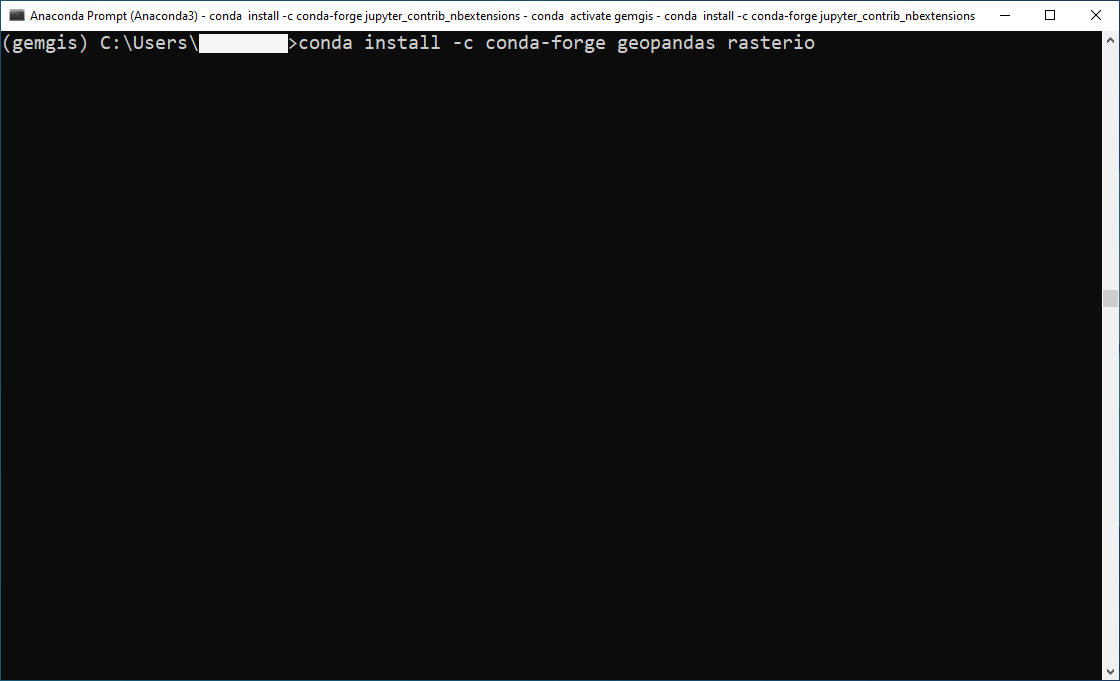 Anaconda Prompt (Anaconda3) - conda  install -c conda-forge jupyter_contrib_nbextensions - conda  activate gemgis - conda  install -c conda-forge jupyter_contrib_nbextensions
(gemgis) C:\Users\>conda install -c conda-forge geopandas rasterio